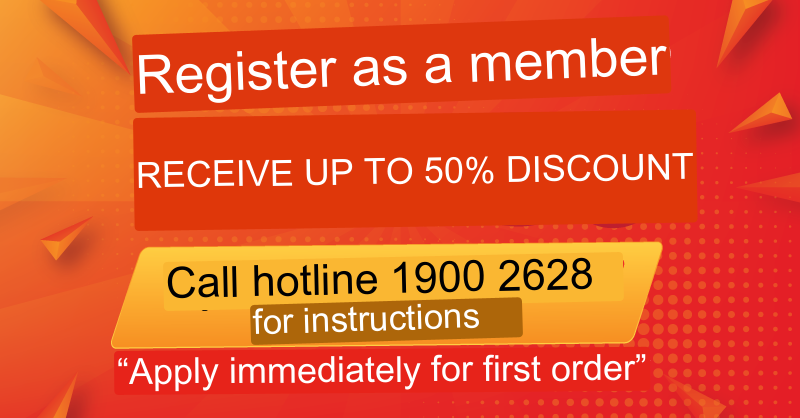 Register as a member
RECEIVE UP TO 50% DISCOUNT
Call hotline 1900 2628
for instructions
“Apply immediately for first order”